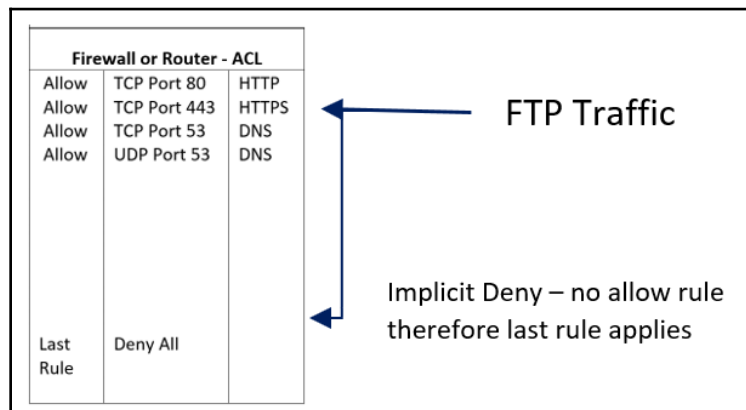 Firewall or Router - ACL
Allow TCP Port 80 HTTP
Allow TCP Port 443 HTTPS
Allow TCP Port 53 DNS
Allow UDP Port 53 DNS
FTP Traffic
Implicit Deny – no allow rule
therefore last rule applies
Last Deny All
Rule